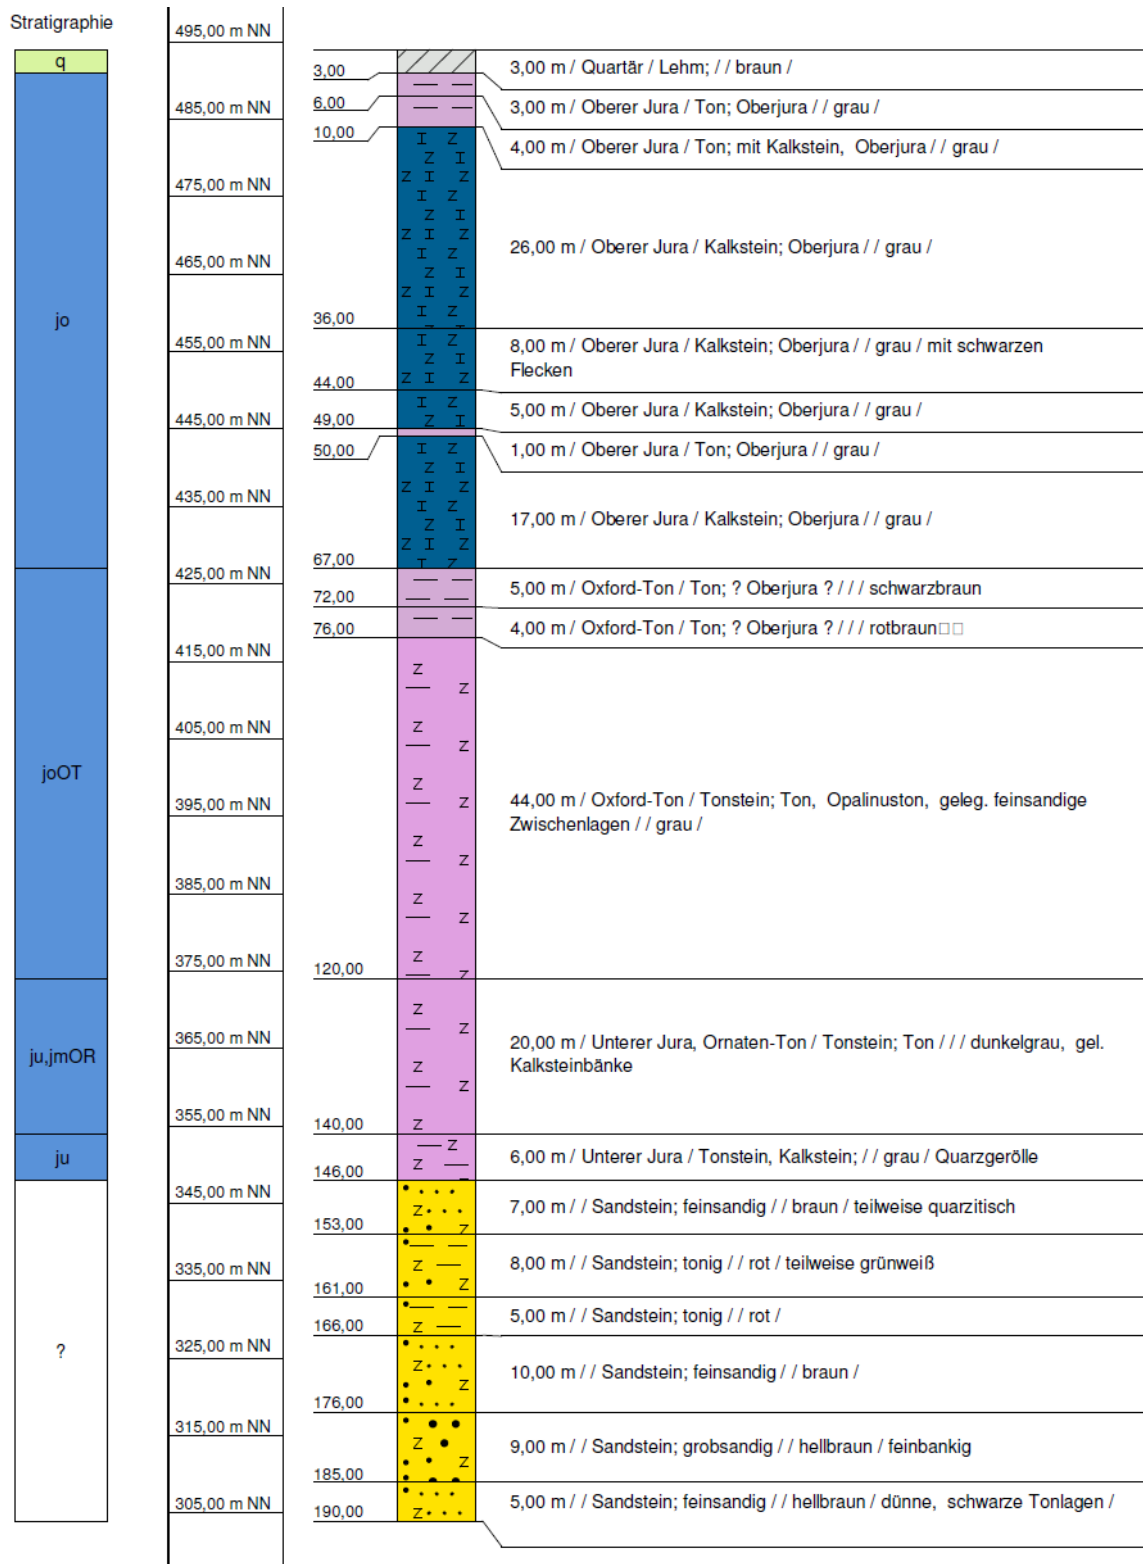 Stratigraphie
q
jo
joOT
ju,jmOR
ju
?
495,00 m NN
485,00 m NN
475,00 m NN
465,00 m NN
455,00 m NN
445,00 m NN
435,00 m NN
425,00 m NN
415,00 m NN
405,00 m NN
395,00 m NN
385,00 m NN
375,00 m NN
365,00 m NN
355,00 m NN
345,00 m NN
335,00 m NN
325,00 m NN
315,00 m NN
305,00 m NN
3,00
6,00
10,00
36,00
44,00
49,00
50,00
67,00
72,00
76,00
120,00
140,00
146,00
153,00
161,00
166,00
176,00
185,00
190,00
3,00 m / Quartär / Lehm; / / braun /
3,00 m / Oberer Jura / Ton; Oberjura / / grau /
4,00 m / Oberer Jura / Ton; mit Kalkstein, Oberjura / / grau /
26,00 m / Oberer Jura / Kalkstein; Oberjura / / grau /
8,00 m / Oberer Jura / Kalkstein; Oberjura / / grau / mit schwarzen
Flecken
5,00 m / Oberer Jura / Kalkstein; Oberjura / / grau /
1,00 m / Oberer Jura / Ton; Oberjura / / grau /
17,00 m / Oberer Jura / Kalkstein; Oberjura / / grau /
5,00 m / Oxford-Ton / Ton; ? Oberjura ? / / / schwarzbraun
4,00 m / Oxford-Ton / Ton; ? Oberjura ? / / / rotbraun□□
44,00 m / Oxford-Ton / Tonstein; Ton, Opalinuston, geleg. feinsandige
Zwischenlagen / / grau /
20,00 m / Unterer Jura, Ornaten-Ton / Tonstein; Ton / / / dunkelgrau, gel.
Kalksteinbänke
6,00 m / Unterer Jura / Tonstein, Kalkstein; / / grau / Quarzgerölle
7,00 m / / Sandstein; feinsandig / / braun / teilweise quarzitisch
8,00 m / / Sandstein; tonig / / rot / teilweise grünweiß
5,00 m / / Sandstein; tonig / / rot /
10,00 m / / Sandstein; feinsandig / / braun /
9,00 m / / Sandstein; grobsandig / / hellbraun / feinbankig
5,00 m / / Sandstein; feinsandig / / hellbraun / dünne, schwarze Tonlagen /